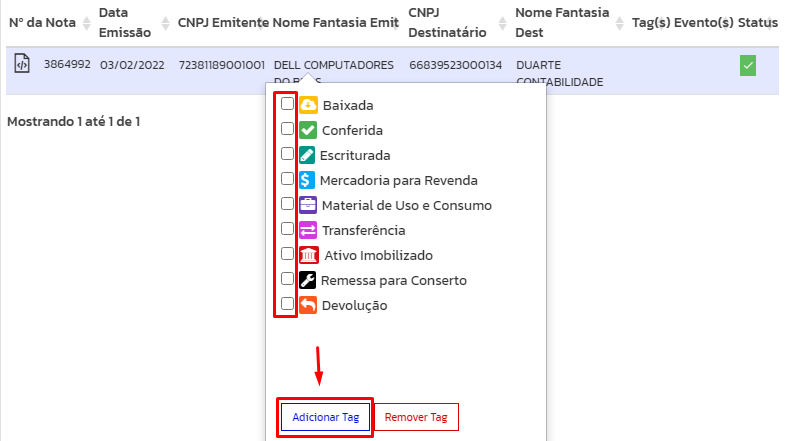 Nº da Nota Data Emissão CNPJ Emitente Nome Fantasia Emit CNPJ Destinatário Nome Fantasia Dest Tag(s) Evento(s) Status
3864992 03/02/2022 72381189001001 DELL COMPUTADORES 66839523000134 DUARTE CONTABILIDADE
DO
Mostrando 1 até 1 de 1
Baixada
Conferida
Escriturada
Mercadoria para Revenda
Material de Uso e Consumo
Transferência
Ativo Imobilizado
Remessa para Conserto
Devolução
Adicionar Tag Remover Tag